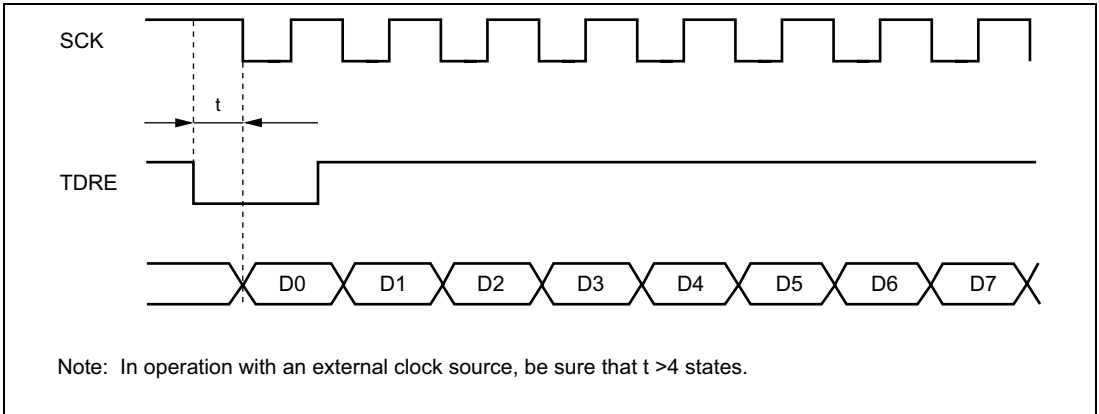 SCK
t
TDRE
D0 D1 D2 D3 D4 D5 D6 D7
Note: In operation with an external clock source, be sure that t >4 states.